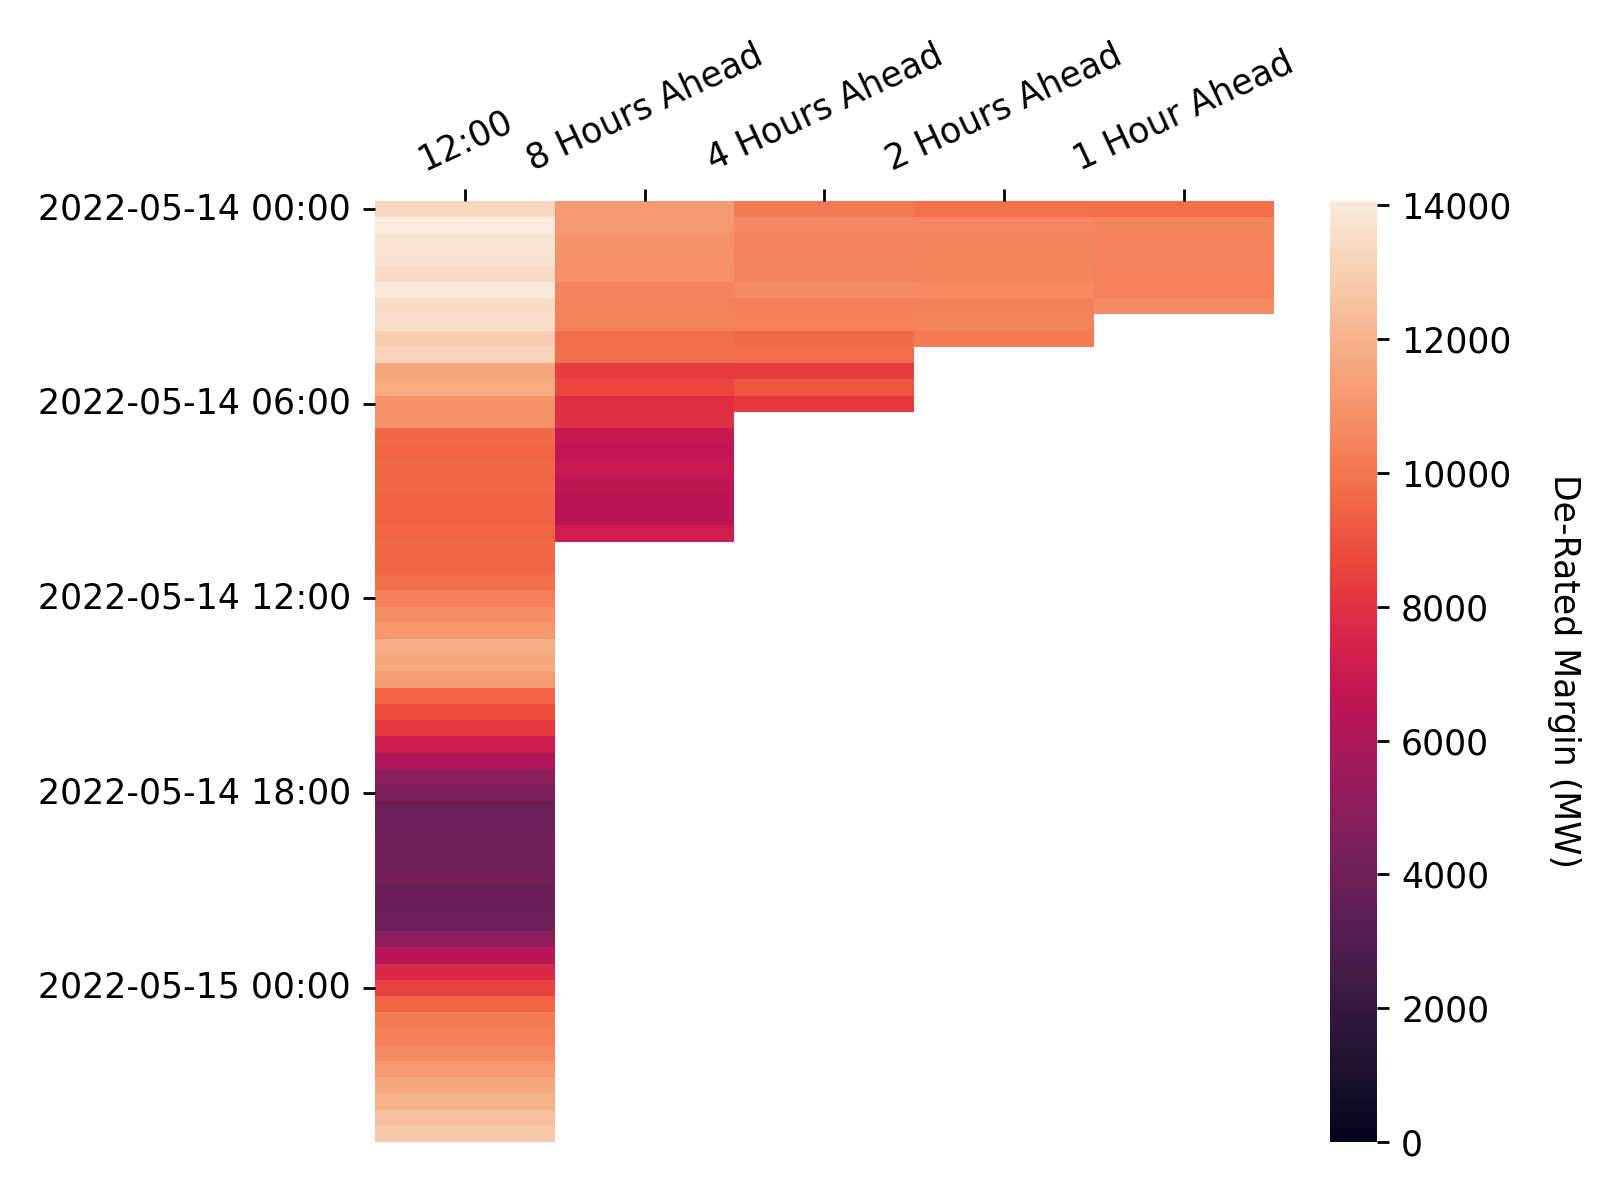 12:00
8 Hours Ahead
4 Hours Ahead
2 Hours Ahead
1 Hour Ahead
2022-05-14 00:00
2022-05-14 06:00
2022-05-14 12:00
2022-05-14 18:00
2022-05-15 00:00
14000
12000
10000
8000
6000
4000
2000
0
De-Rated Margin (MW)